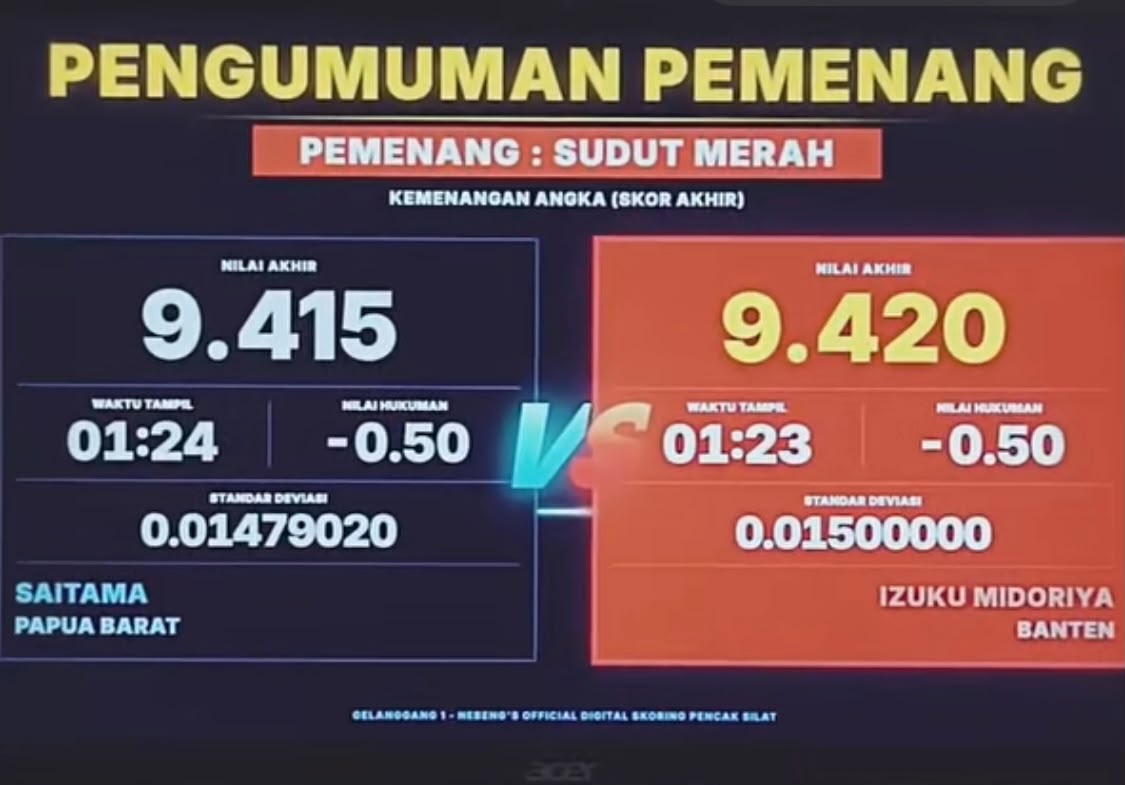 PENGUMUMAN PEMENANG
PEMENANG : SUDUT MERAH
KEMENANGAN ANGKA (SKOR AKHIR)
NILAI AKHIR
9.415
WAKTU TAMPIL
01:24
NILAI HUKUMAN
-0.50
STANDAR DEVIASI
0.01479020
SAITAMA
PAPUA BARAT
VS
NILAI AKHIR
9.420
WAKTU TAMPIL
01:23
NILAI HUKUMAN
-0.50
STANDAR DEVIASI
0.01500000
IZUKU MIDORIYA
BANTEN
GELANGGANG 1 - NEBENG'S OFFICIAL DIGITAL SKORING PENCAK SILAT
acer